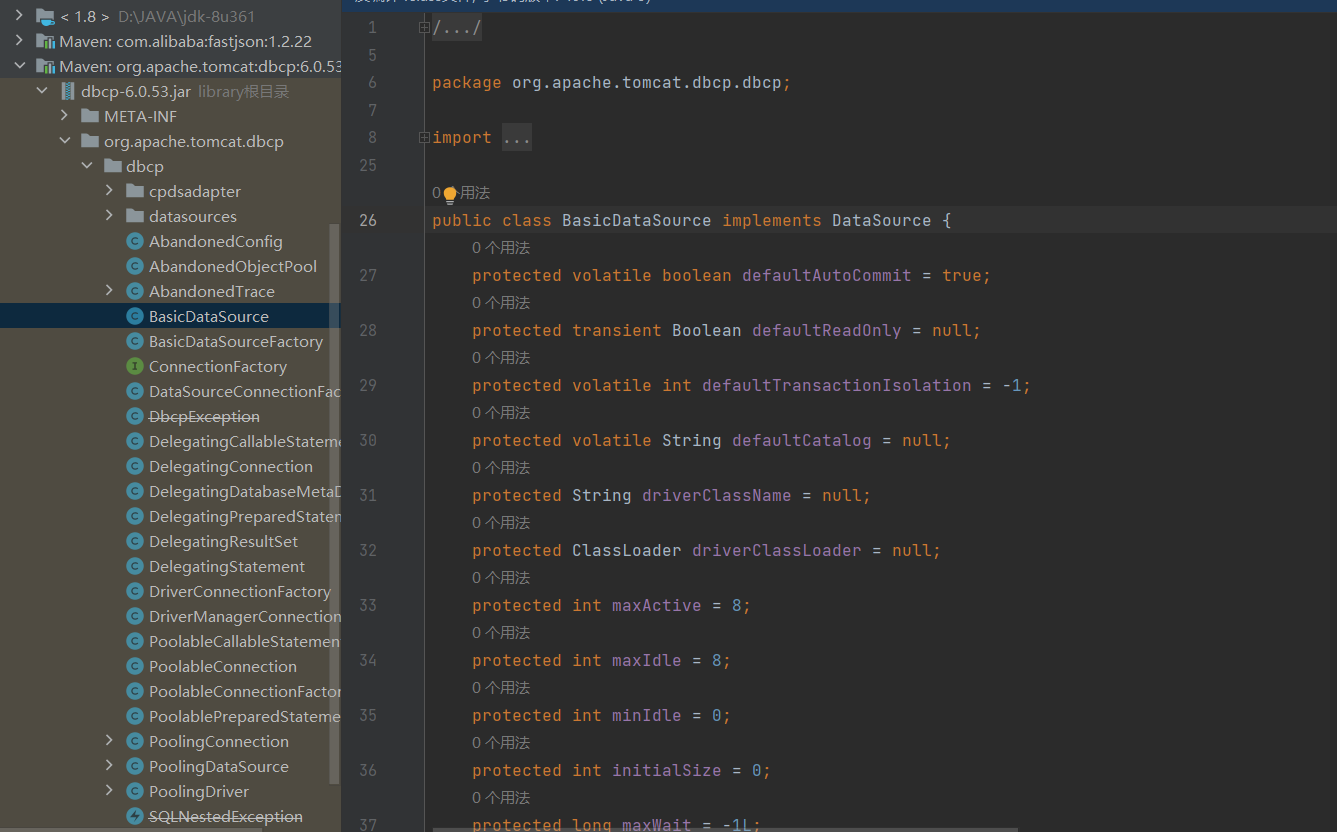 < 1.8 > D:\JAVA\jdk-8u361
Maven: com.alibaba:fastjson:1.2.22
Maven: org.apache.tomcat:dbcp:6.0.53
dbcp-6.0.53.jar library根目录
META-INF
org.apache.tomcat.dbcp
dbcp
cpdsadapter
datasources
AbandonedConfig
AbandonedObjectPool
AbandonedTrace
BasicDataSource
BasicDataSourceFactory
ConnectionFactory
DataSourceConnectionFac
DbcpException
DelegatingCallableStateme
DelegatingConnection
DelegatingDatabaseMetaD
DelegatingPreparedStatem
DelegatingResultSet
DelegatingStatement
DriverConnectionFactory
DriverManagerConnection
PoolableCallableStatement
PoolableConnection
PoolableConnectionFactor
PoolablePreparedStateme
PoolingConnection
PoolingDataSource
PoolingDriver
SQLNestedException
1 /.../
5
6 package org.apache.tomcat.dbcp.dbcp;
7
8 import ...
25
0 个用法
26 public class BasicDataSource implements DataSource {
0 个用法
27 protected volatile boolean defaultAutoCommit = true;
0 个用法
28 protected transient Boolean defaultReadOnly = null;
0 个用法
29 protected volatile int defaultTransactionIsolation = -1;
0 个用法
30 protected volatile String defaultCatalog = null;
0 个用法
31 protected String driverClassName = null;
0 个用法
32 protected ClassLoader driverClassLoader = null;
0 个用法
33 protected int maxActive = 8;
0 个用法
34 protected int maxIdle = 8;
0 个用法
35 protected int minIdle = 0;
0 个用法
36 protected int initialSize = 0;
0 个用法
37 protected long maxWait = -1L;